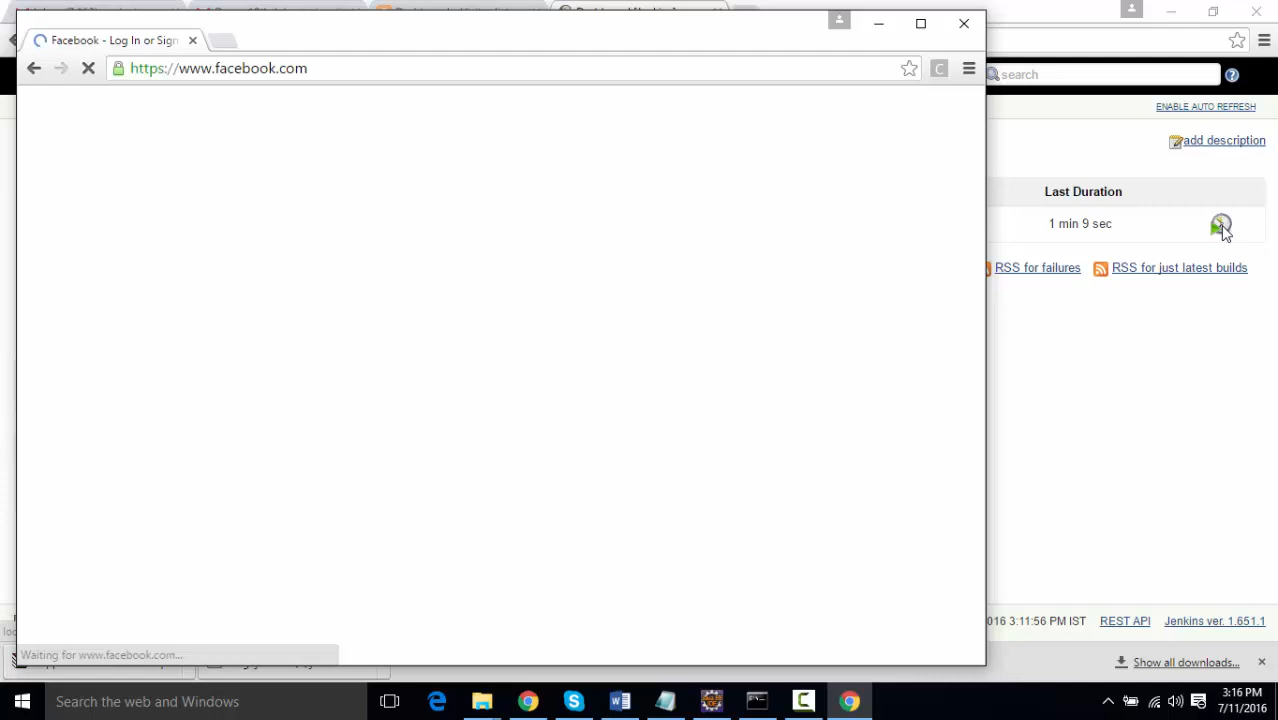 Facebook - Log In or Sign
https://www.facebook.com
C
search
ENABLE AUTO REFRESH
add description
Last Duration
1 min 9 sec
RSS for failures
RSS for just latest builds
016 3:11:56 PM IST
REST API
Jenkins ver. 1.651.1
Waiting for www.facebook.com...
Show all downloads...
Search the web and Windows
3:16 PM
7/11/2016